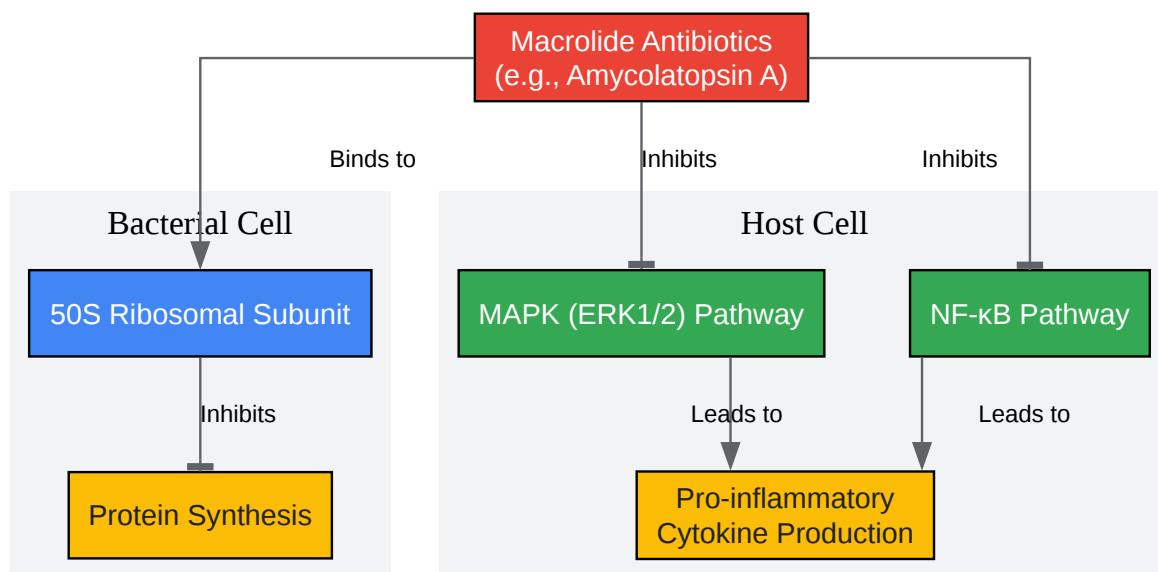 Macrolide Antibiotics
(e.g., Amycolatopsin A)
Binds to
Inhibits
Inhibits
Bacterial Cell
Host Cell
50S Ribosomal Subunit
MAPK (ERK1/2) Pathway
NF-κB Pathway
Inhibits
Leads to
Leads to
Protein Synthesis
Pro-inflammatory
Cytokine Production